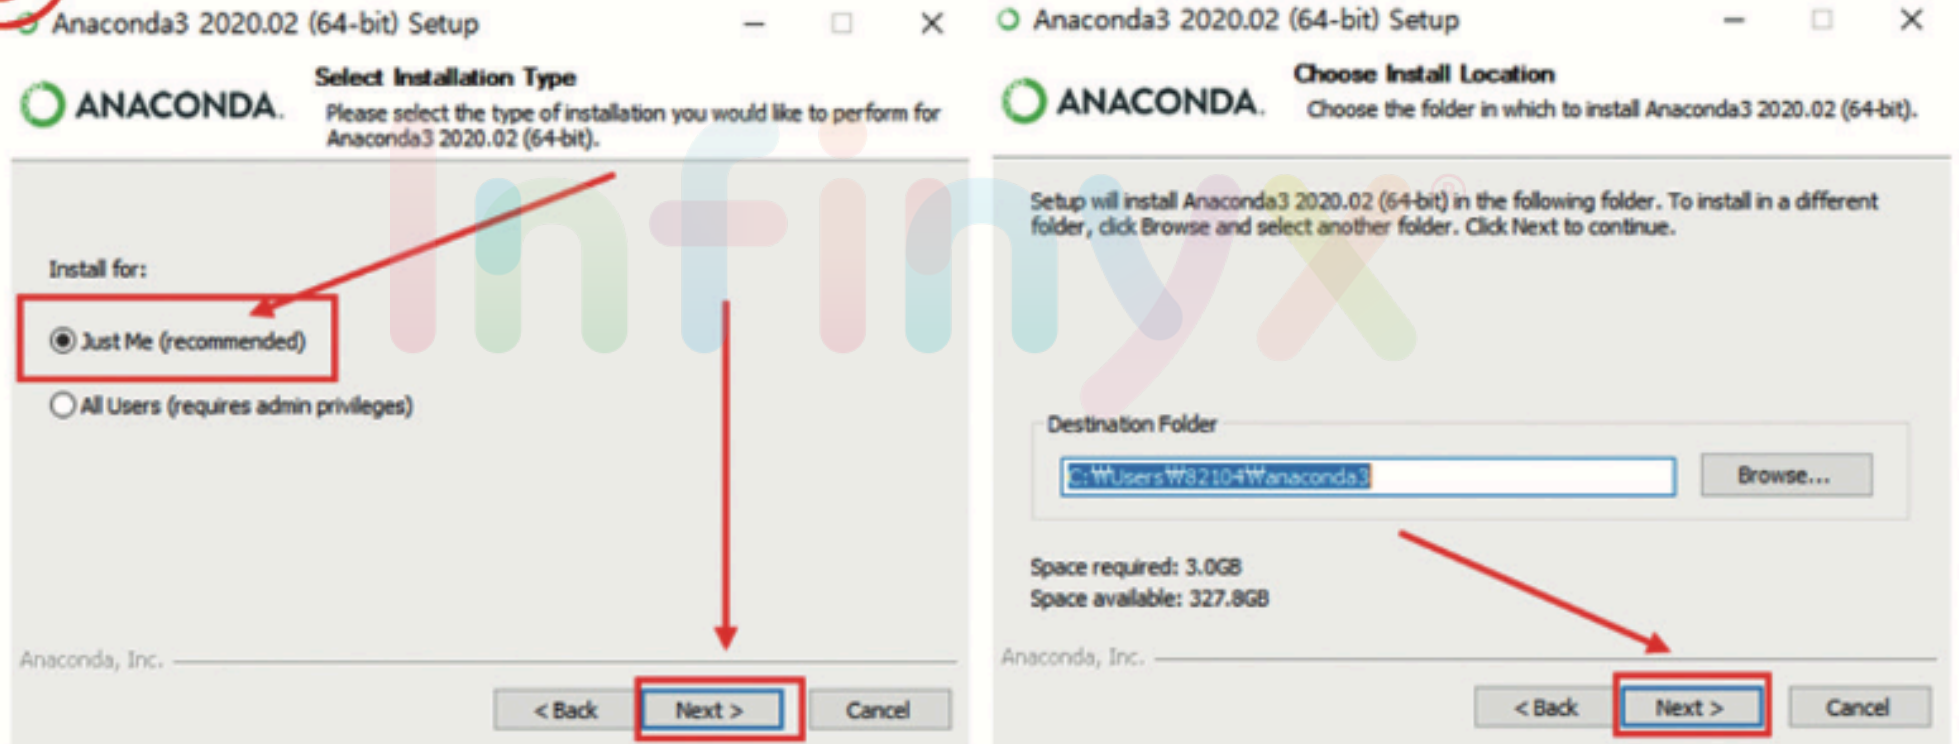 Anaconda3 2020.02 (64-bit) Setup
ANACONDA.
Select Installation Type
Please select the type of installation you would like to perform for
Anaconda3 2020.02 (64-bit).
Install for:
Just Me (recommended)
All Users (requires admin privileges)
Anaconda, Inc.
< Back
Next >
Cancel
Anaconda3 2020.02 (64-bit) Setup
ANACONDA.
Choose Install Location
Choose the folder in which to install Anaconda3 2020.02 (64-bit).
Setup will install Anaconda3 2020.02 (64-bit) in the following folder. To install in a different
folder, click Browse and select another folder. Click Next to continue.
Destination Folder
C:₩Users₩82104₩anaconda3
Browse...
Space required: 3.0GB
Space available: 327.8GB
Anaconda, Inc.
< Back
Next >
Cancel
Infinyx®